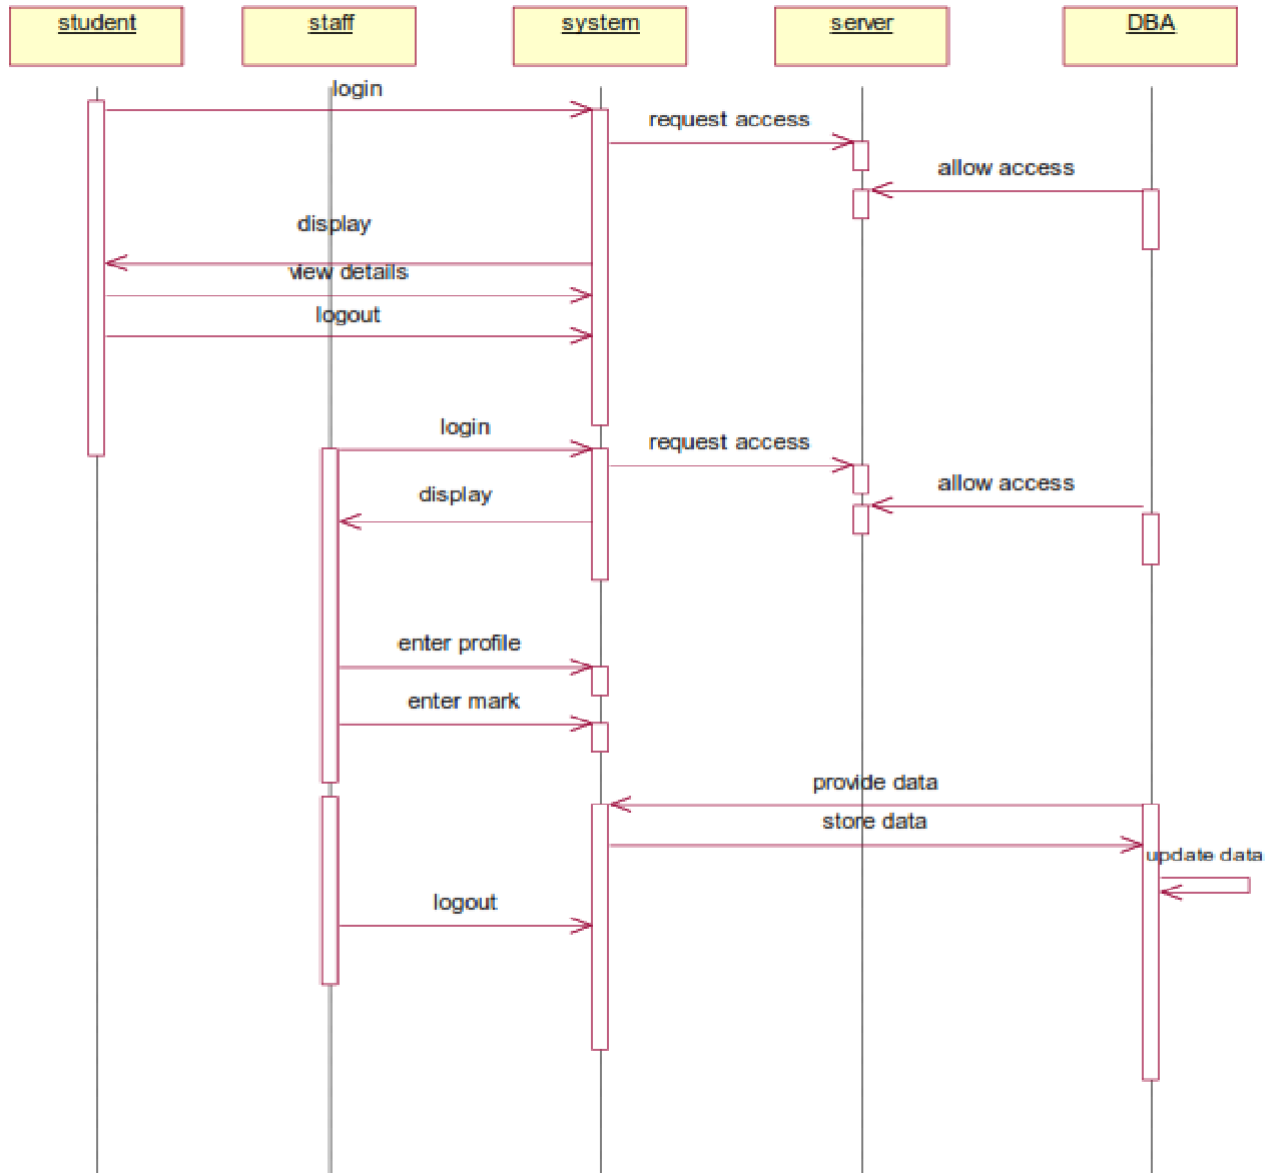 student
staff
system
server
DBA
login
request access
allow access
display
view details
logout
login
request access
allow access
display
enter profile
enter mark
provide data
store data
update data
logout